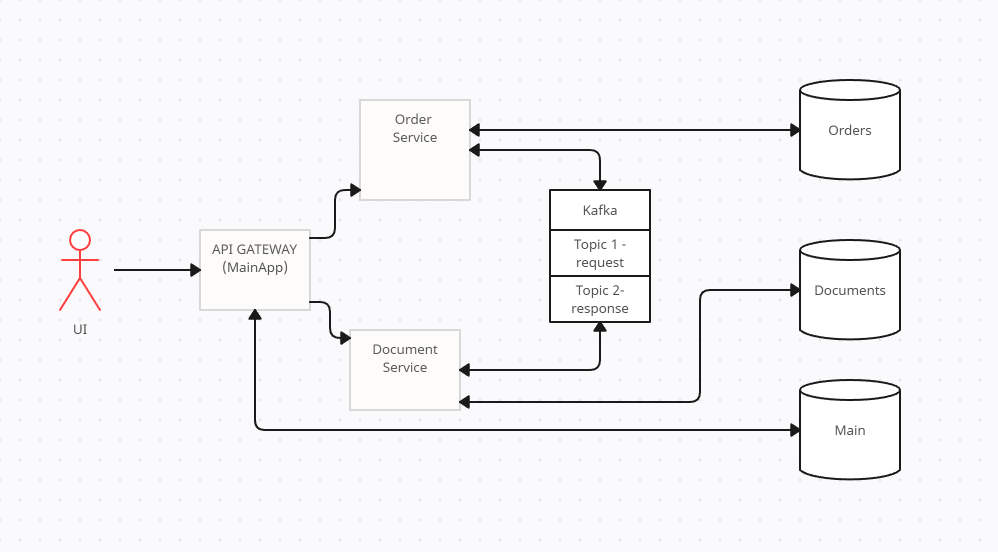 Order
Service
Orders
Kafka
Topic 1 -
request
Topic 2-
response
API GATEWAY
(MainApp)
UI
Documents
Document
Service
Main